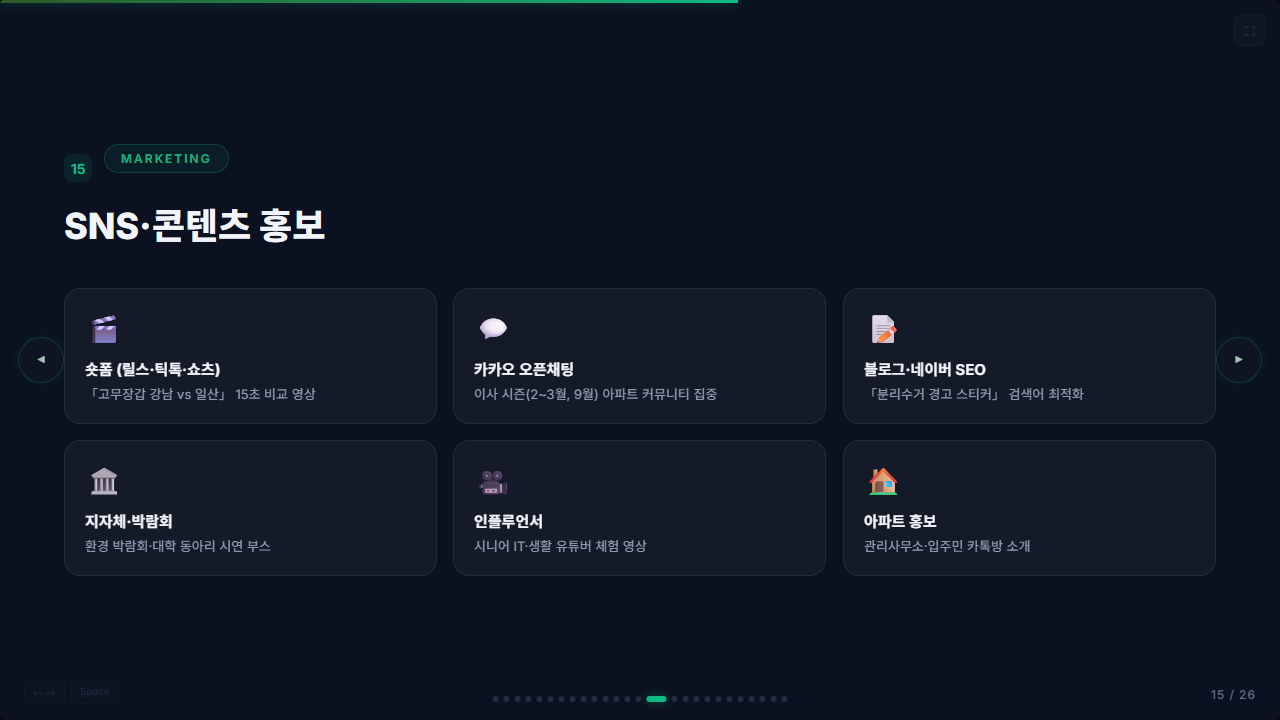 15
MARKETING
SNS·콘텐츠 홍보
숏폼 (릴스·틱톡·쇼츠)
「고무장갑 강남 vs 일산」 15초 비교 영상
카카오 오픈채팅
이사 시즌(2~3월, 9월) 아파트 커뮤니티 집중
블로그·네이버 SEO
「분리수거 경고 스티커」 검색어 최적화
지자체·박람회
환경 박람회·대학 동아리 시연 부스
인플루언서
시니어 IT·생활 유튜버 체험 영상
아파트 홍보
관리사무소·입주민 카톡방 소개
← → Space
15 / 26